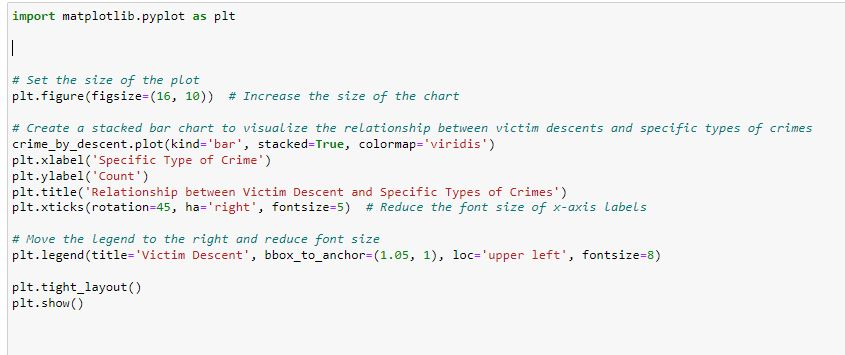 import matplotlib.pyplot as plt
# Set the size of the plot
plt.figure(figsize=(16, 10))  # Increase the size of the chart
# Create a stacked bar chart to visualize the relationship between victim descents and specific types of crimes
crime_by_descent.plot(kind='bar', stacked=True, colormap='viridis')
plt.xlabel('Specific Type of Crime')
plt.ylabel('Count')
plt.title('Relationship between Victim Descent and Specific Types of Crimes')
plt.xticks(rotation=45, ha='right', fontsize=5)  # Reduce the font size of x-axis labels
# Move the legend to the right and reduce font size
plt.legend(title='Victim Descent', bbox_to_anchor=(1.05, 1), loc='upper left', fontsize=8)
plt.tight_layout()
plt.show()